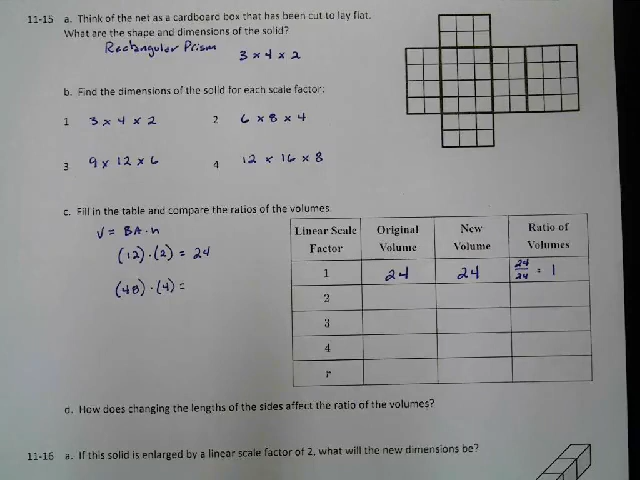 11-15 a. Think of the net as a cardboard box that has been cut to lay flat.
What are the shape and dimensions of the solid?
Rectangular Prism
3 x 4 x 2
b. Find the dimensions of the solid for each scale factor:
1 3 x 4 x 2 2 6 x 8 x 4
3 9 x 12 x 6 4 12 x 16 x 8
c. Fill in the table and compare the ratios of the volumes.
V = BA · h
(12) · (2) = 24
(48) · (4) =
Linear Scale Factor Original Volume New Volume Ratio of Volumes
1 24 24 24/24 = 1
2
3
4
r
d. How does changing the lengths of the sides affect the ratio of the volumes?
11-16 a. If this solid is enlarged by a linear scale factor of 2, what will the new dimensions be?